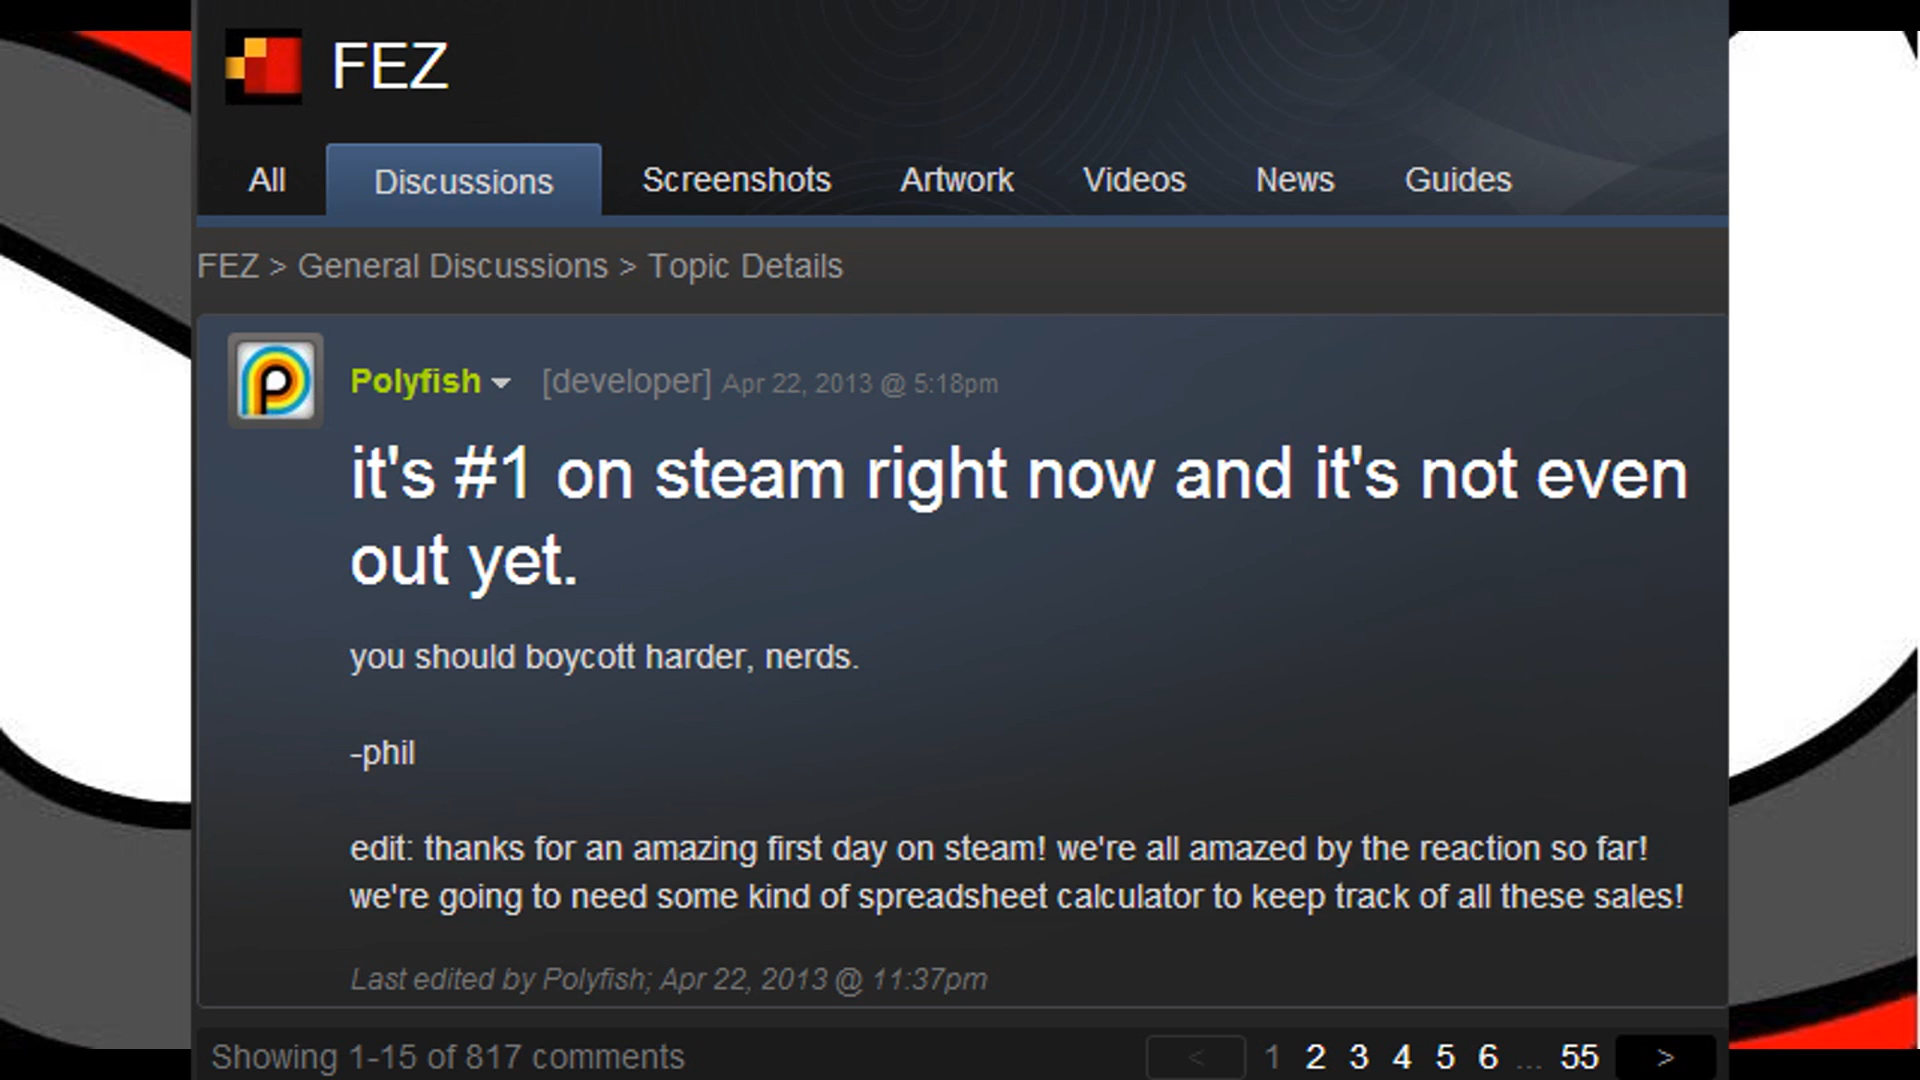 FEZ
All Discussions Screenshots Artwork Videos News Guides
FEZ > General Discussions > Topic Details
Polyfish [developer] Apr 22, 2013 @ 5:18pm
it's #1 on steam right now and it's not even
out yet.
you should boycott harder, nerds.
-phil
edit: thanks for an amazing first day on steam! we're all amazed by the reaction so far!
we're going to need some kind of spreadsheet calculator to keep track of all these sales!
Last edited by Polyfish; Apr 22, 2013 @ 11:37pm
Showing 1-15 of 817 comments < 1 2 3 4 5 6 ... 55 >